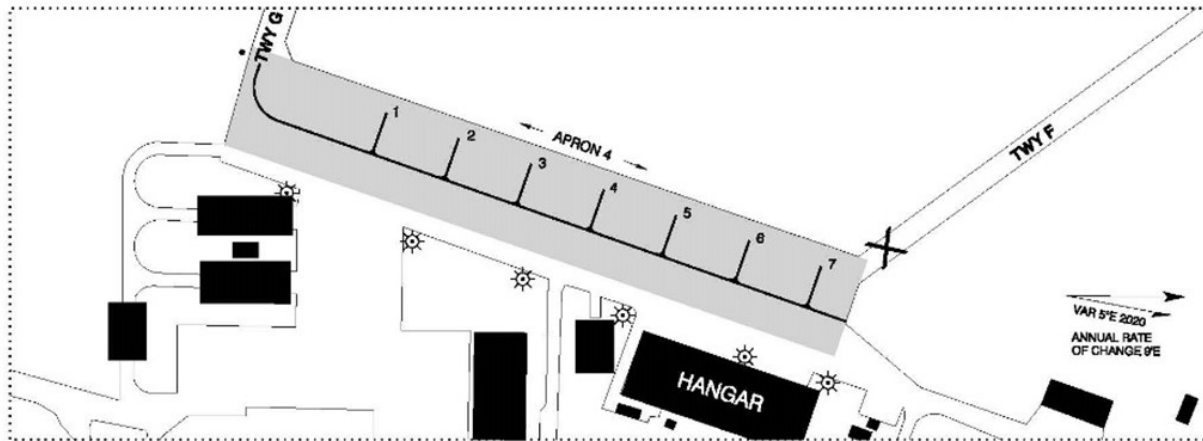 TWY G
1
2
APRON 4
3
4
5
6
7
TWY F
VAR 5°E 2020
ANNUAL RATE
OF CHANGE 9'E
HANGAR